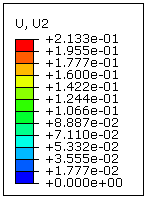 U, U2
+2.133e-01
+1.955e-01
+1.777e-01
+1.600e-01
+1.422e-01
+1.244e-01
+1.066e-01
+8.887e-02
+7.110e-02
+5.332e-02
+3.555e-02
+1.777e-02
+0.000e+00